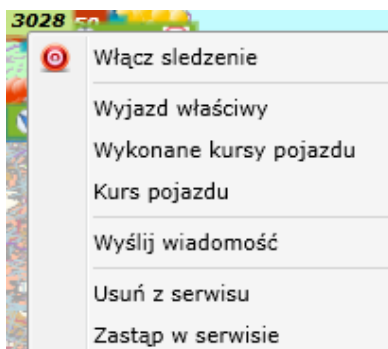 3028
Włącz sledzenie
Wyjazd właściwy
Wykonane kursy pojazdu
Kurs pojazdu
Wyślij wiadomość
Usuń z serwisu
Zastąp w serwisie